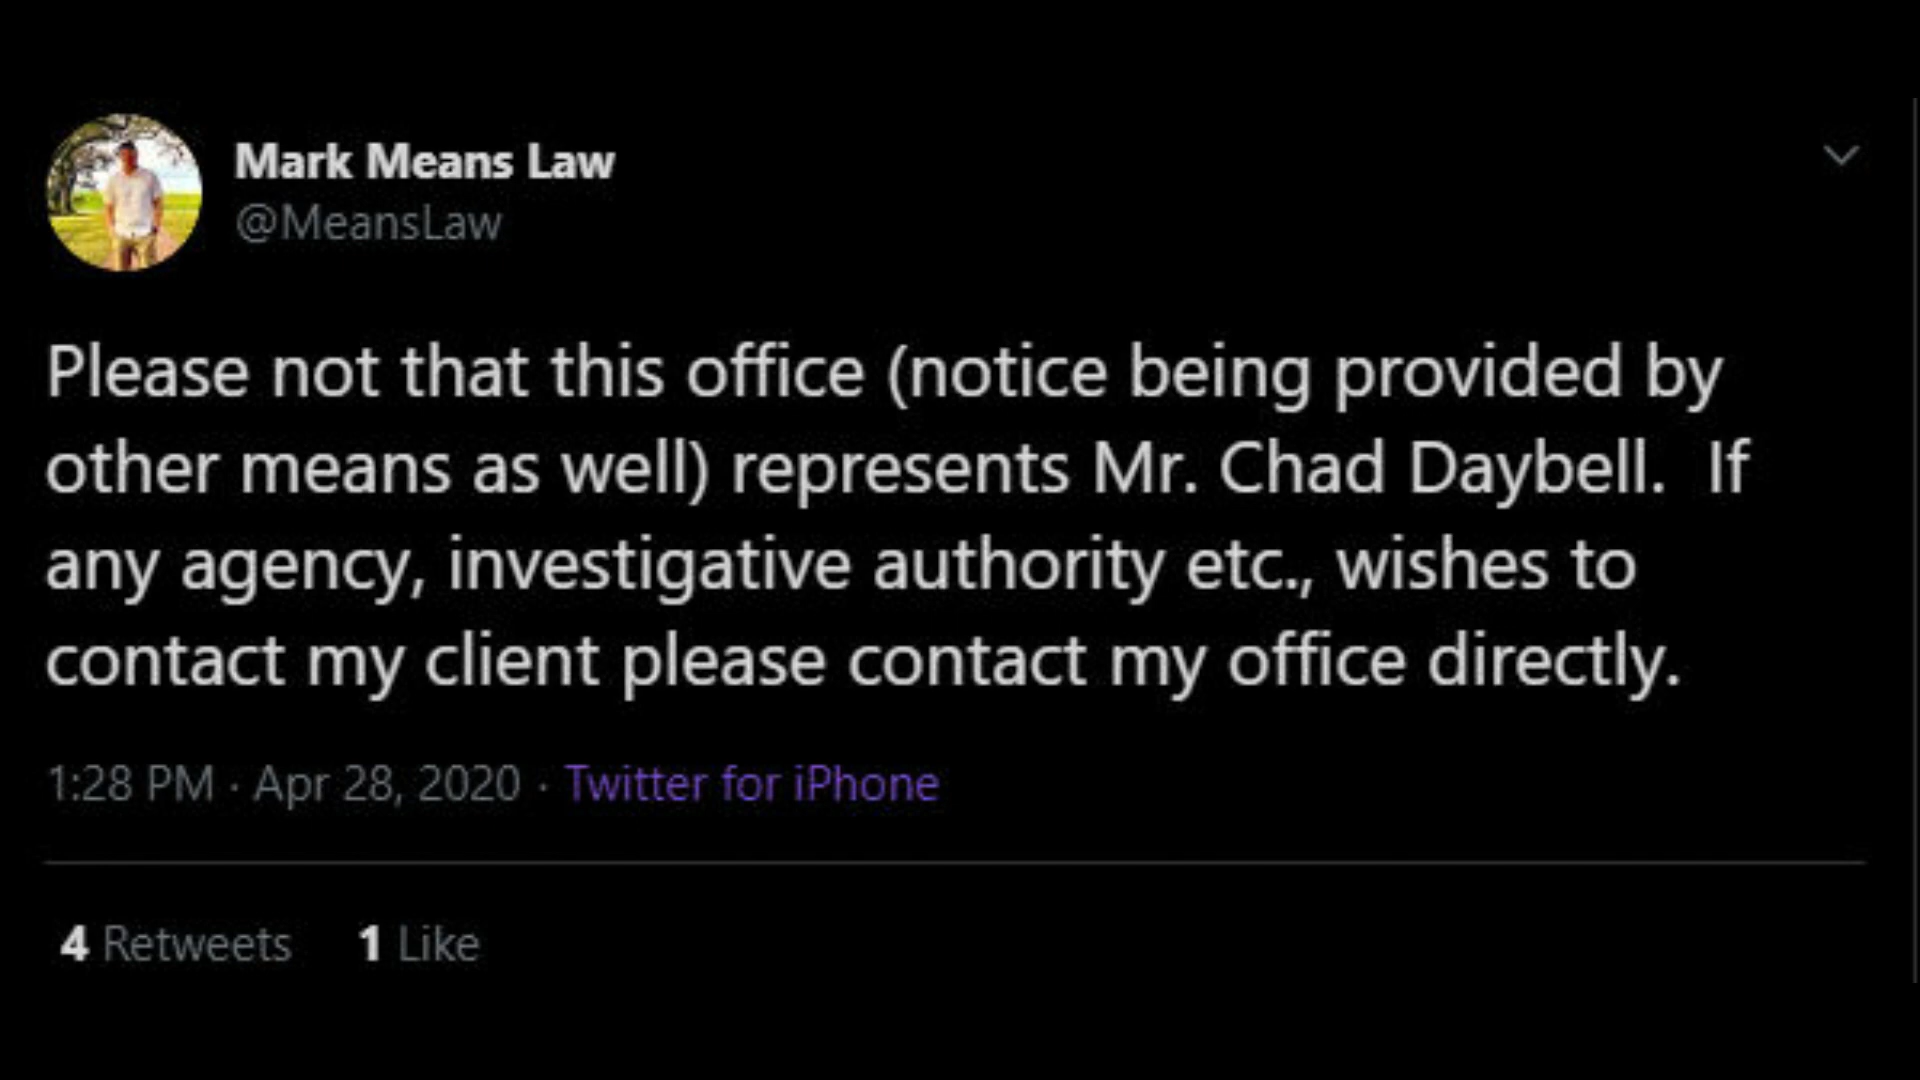 Mark Means Law
@MeansLaw
Please not that this office (notice being provided by
other means as well) represents Mr. Chad Daybell.  If
any agency, investigative authority etc., wishes to
contact my client please contact my office directly.
1:28 PM · Apr 28, 2020 · Twitter for iPhone
4 Retweets 1 Like